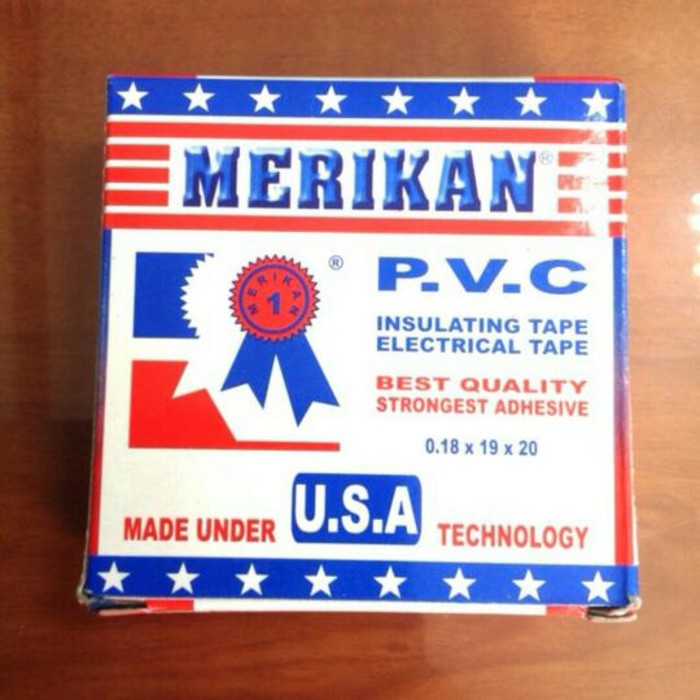 MERIKAN®
®
MERIKAN
1
P.V.C
INSULATING TAPE
ELECTRICAL TAPE
BEST QUALITY
STRONGEST ADHESIVE
0.18 x 19 x 20
MADE UNDER U.S.A TECHNOLOGY